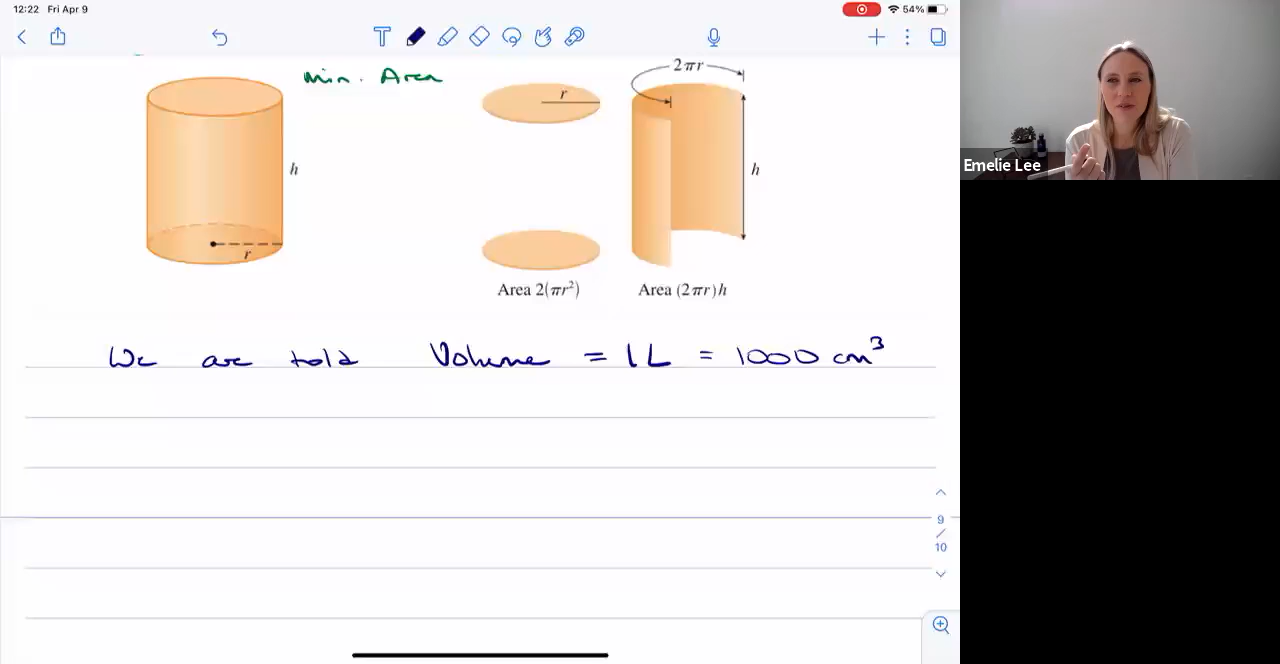 12:22 Fri Apr 9 54%
T
min. Area
r
2πr
h
h
r
Area 2(πr²) Area (2πr)h
Emelie Lee
We are told Volume = 1L = 1000 cm³
9
/
10